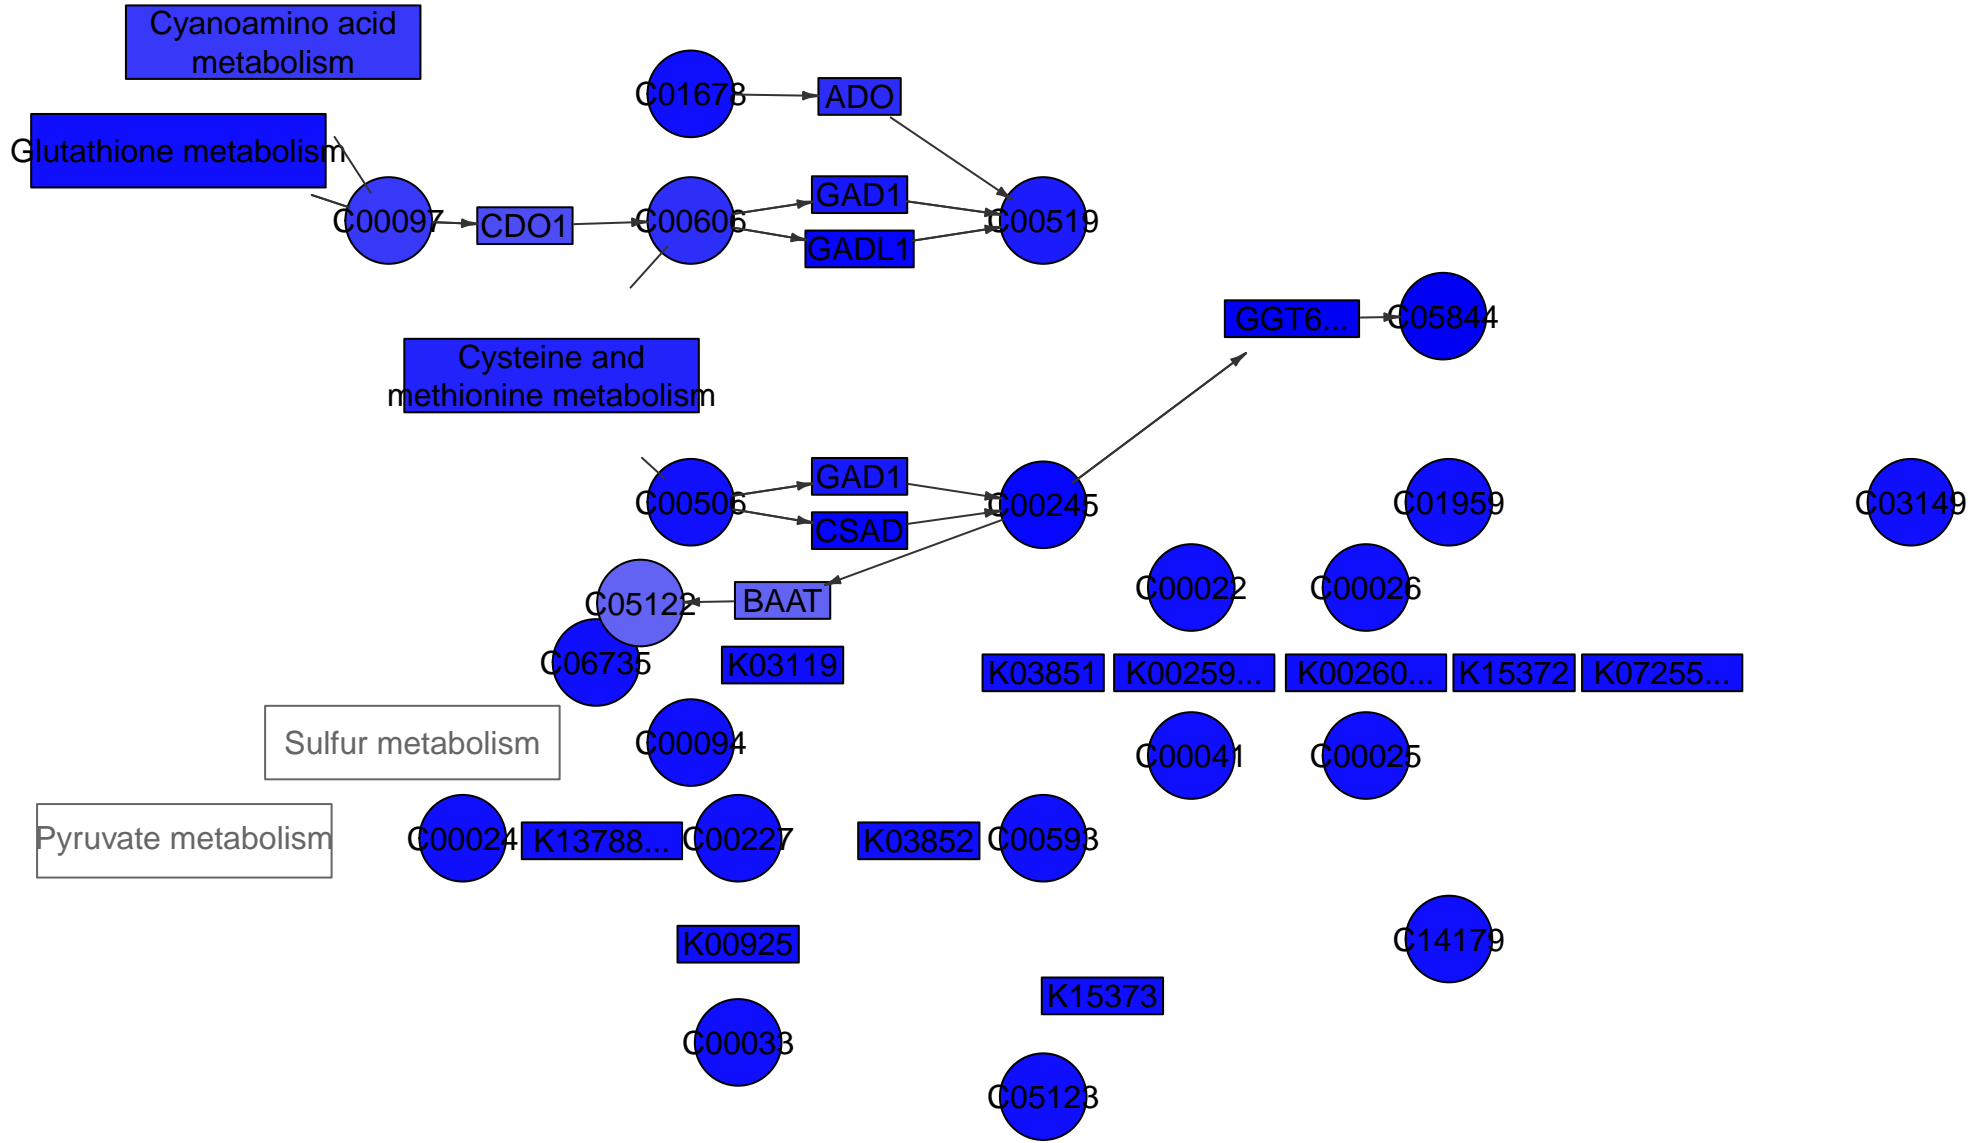 Cyanoamino acid
metabolism
C01678
ADO
Glutathione metabolism
C00097
CDO1
C00606
GAD1
GADL1
C00519
GGT6...
C05844
Cysteine and
methionine metabolism
C00506
GAD1
CSAD
C00245
C01959
C03149
C05122
BAAT
C00022
C00026
C06735
K03119
K03851
K00259...
K00260...
K15372
K07255...
Sulfur metabolism
C00094
C00041
C00025
Pyruvate metabolism
C00024
K13788...
C00227
K03852
C00593
K00925
C14179
K15373
C00033
C05123